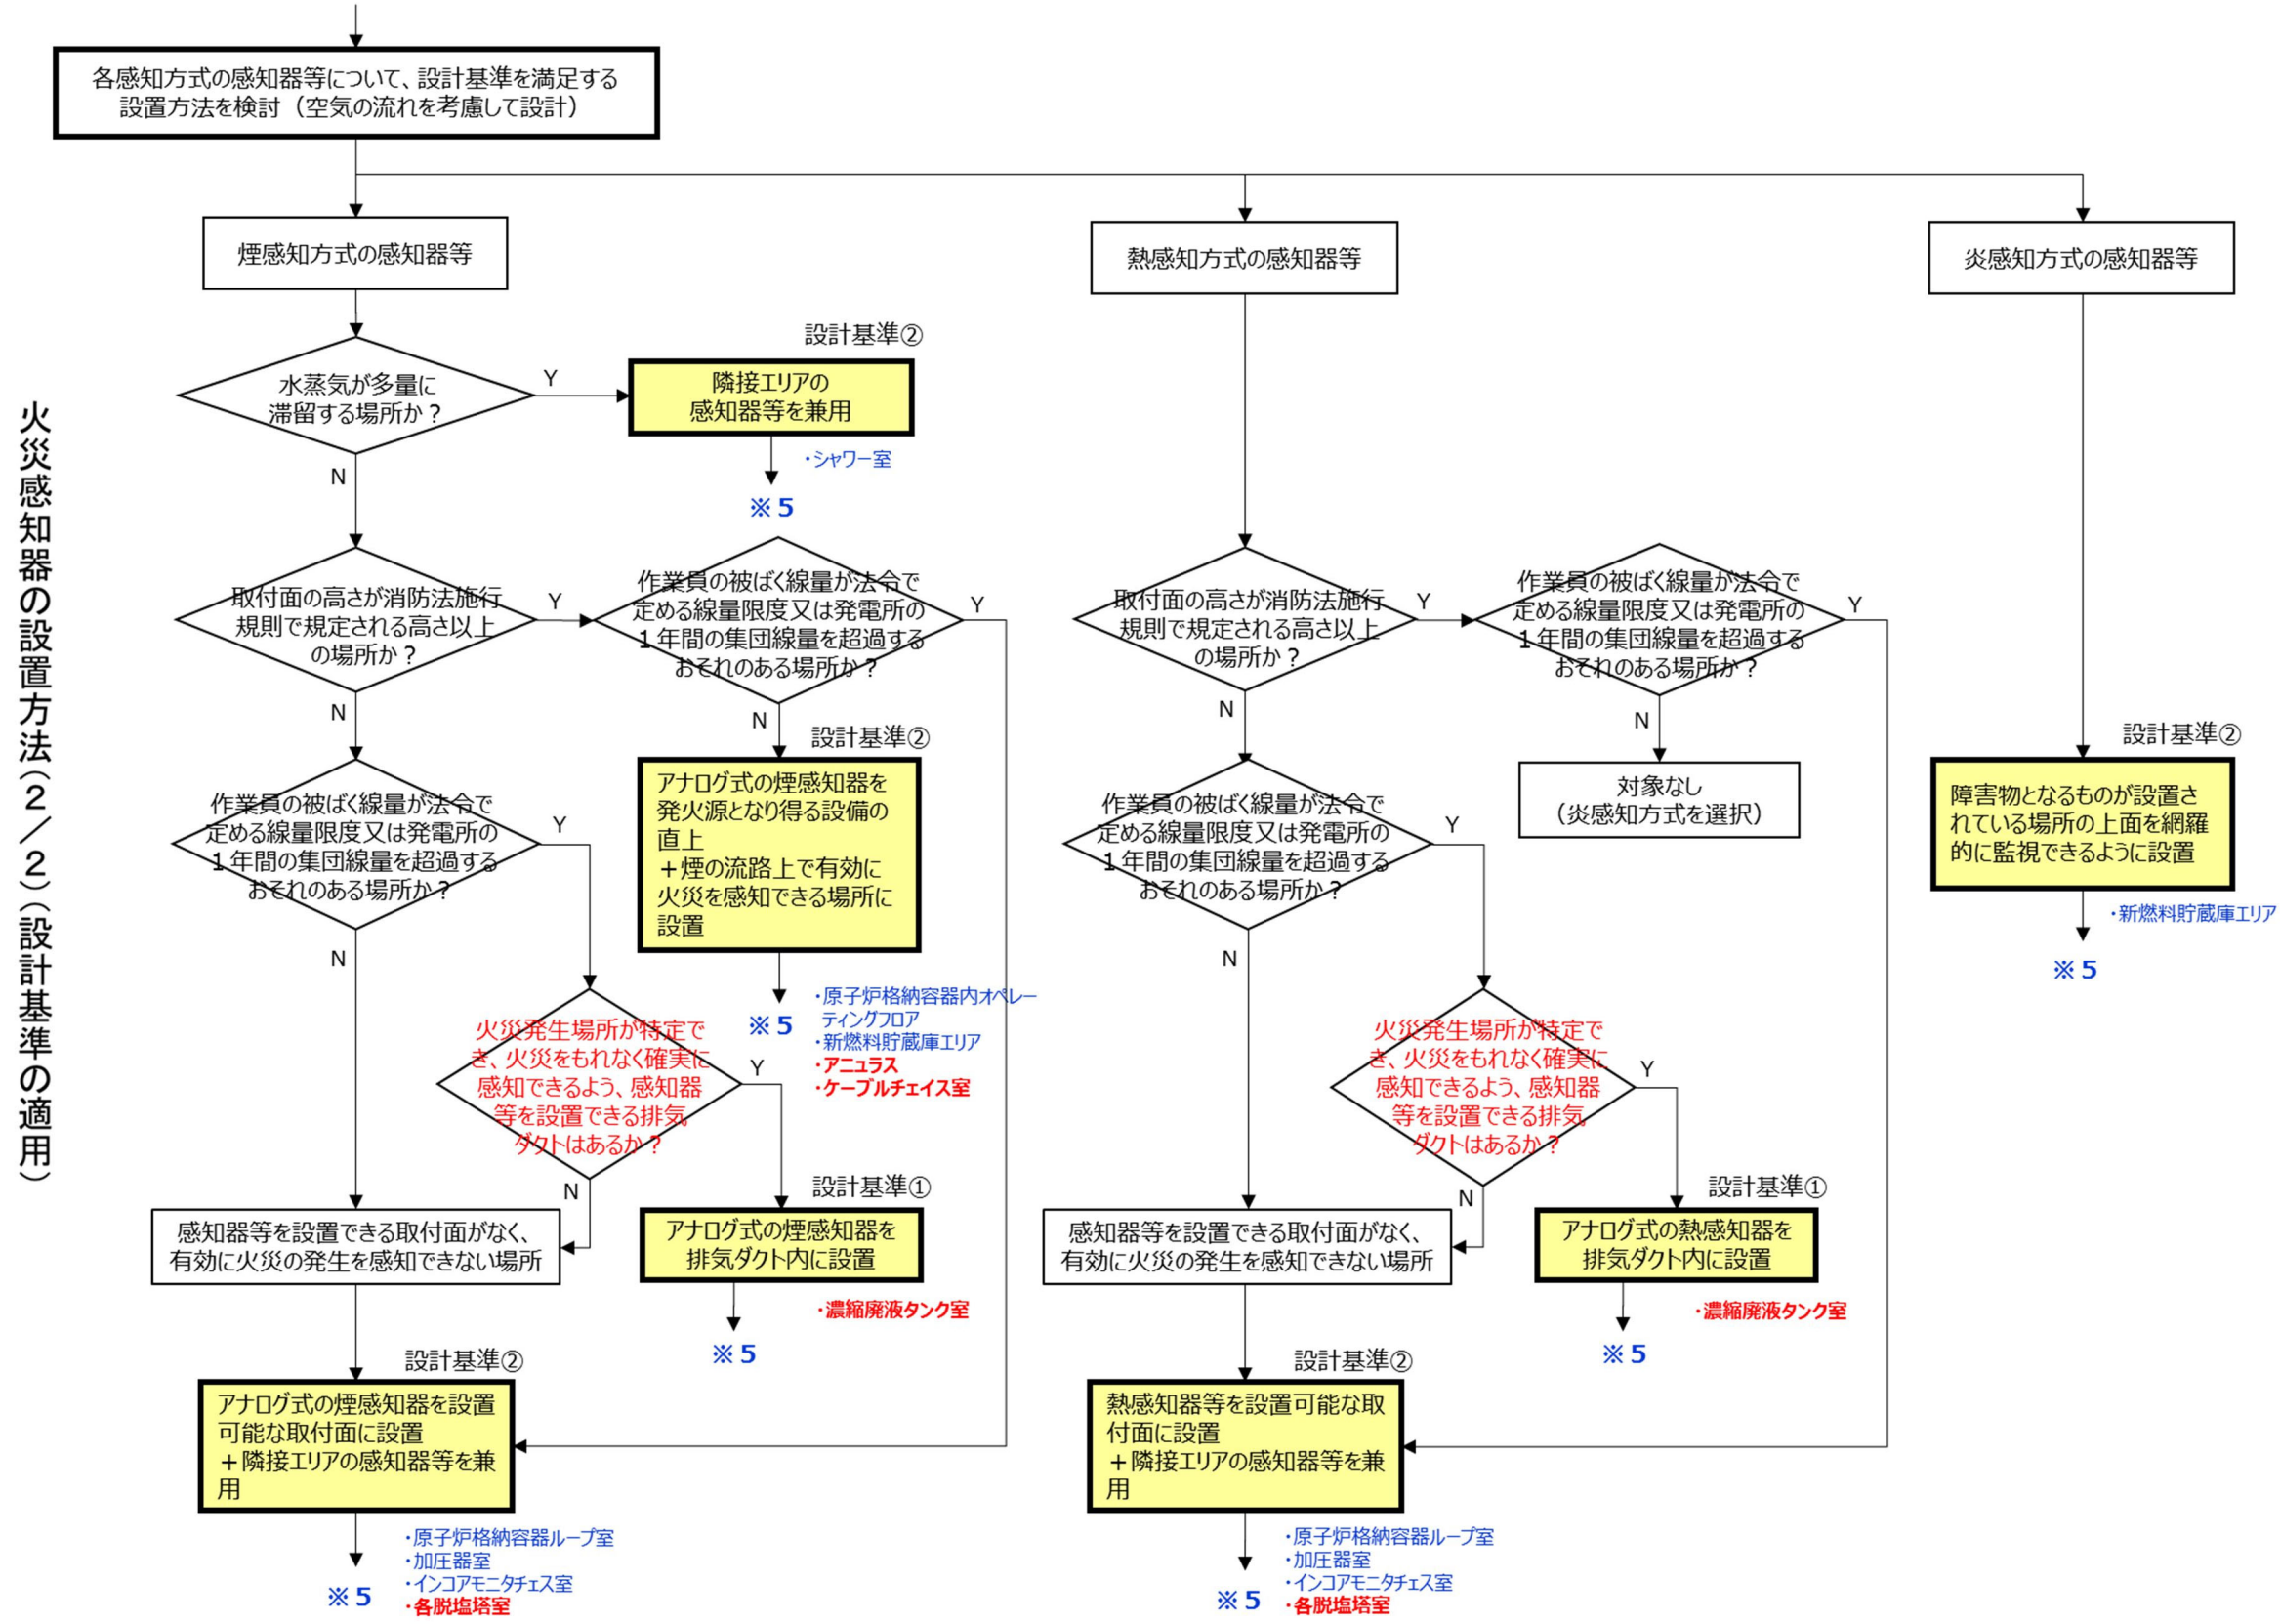 火災感知器の設置方法（２／２）（設計基準の適用）
各感知方式の感知器等について、設計基準を満足する
設置方法を検討（空気の流れを考慮して設計）
煙感知方式の感知器等
水蒸気が多量に
滞留する場所か？
Y
N
設計基準②
隣接エリアの
感知器等を兼用
・シャワー室
※５
取付面の高さが消防法施行
規則で規定される高さ以上
の場所か？
Y
N
作業員の被ばく線量が法令で
定める線量限度又は発電所の
１年間の集団線量を超過する
おそれのある場所か？
Y
N
設計基準②
アナログ式の煙感知器を
発火源となり得る設備の
直上
＋煙の流路上で有効に
火災を感知できる場所に
設置
※５
・原子炉格納容器内オペレー
ティングフロア
・新燃料貯蔵庫エリア
・アニュラス
・ケーブルチェイス室
作業員の被ばく線量が法令で
定める線量限度又は発電所の
１年間の集団線量を超過する
おそれのある場所か？
Y
N
火災発生場所が特定で
き、火災をもれなく確実に
感知できるよう、感知器
等を設置できる排気
ダクトはあるか？
Y
N
設計基準①
アナログ式の煙感知器を
排気ダクト内に設置
・濃縮廃液タンク室
※５
感知器等を設置できる取付面がなく、
有効に火災の発生を感知できない場所
設計基準②
アナログ式の煙感知器を設置
可能な取付面に設置
＋隣接エリアの感知器等を兼
用
※５
・原子炉格納容器ループ室
・加圧器室
・インコアモニタチェス室
・各脱塩塔室
熱感知方式の感知器等
取付面の高さが消防法施行
規則で規定される高さ以上
の場所か？
Y
N
作業員の被ばく線量が法令で
定める線量限度又は発電所の
１年間の集団線量を超過する
おそれのある場所か？
Y
N
対象なし
（炎感知方式を選択）
作業員の被ばく線量が法令で
定める線量限度又は発電所の
１年間の集団線量を超過する
おそれのある場所か？
Y
N
火災発生場所が特定で
き、火災をもれなく確実に
感知できるよう、感知器
等を設置できる排気
ダクトはあるか？
Y
N
設計基準①
アナログ式の熱感知器を
排気ダクト内に設置
・濃縮廃液タンク室
※５
感知器等を設置できる取付面がなく、
有効に火災の発生を感知できない場所
設計基準②
熱感知器等を設置可能な取
付面に設置
＋隣接エリアの感知器等を兼
用
※５
・原子炉格納容器ループ室
・加圧器室
・インコアモニタチェス室
・各脱塩塔室
炎感知方式の感知器等
設計基準②
障害物となるものが設置さ
れている場所の上面を網羅
的に監視できるように設置
・新燃料貯蔵庫エリア
※５